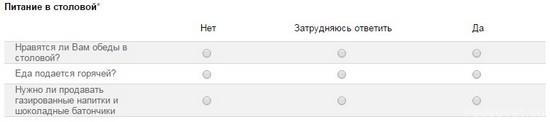 Питание в столовой*
Нет Затрудняюсь ответить Да
Нравятся ли Вам обеды в
столовой?
Еда подается горячей?
Нужно ли продавать
газированные напитки и
шоколадные батончики